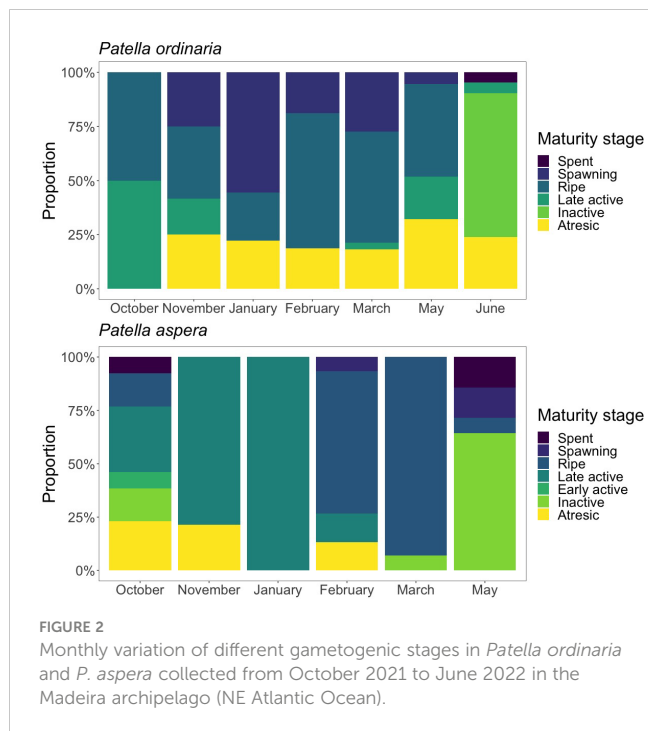 Patella ordinaria
100%
75%
50%
25%
0%
Proportion
October November January February March May June
Maturity stage
Spent
Spawning
Ripe
Late active
Inactive
Atresic
Patella aspera
100%
75%
50%
25%
0%
Proportion
October November January February March May
Maturity stage
Spent
Spawning
Ripe
Late active
Early active
Inactive
Atresic
FIGURE 2
Monthly variation of different gametogenic stages in Patella ordinaria
and P. aspera collected from October 2021 to June 2022 in the
Madeira archipelago (NE Atlantic Ocean).